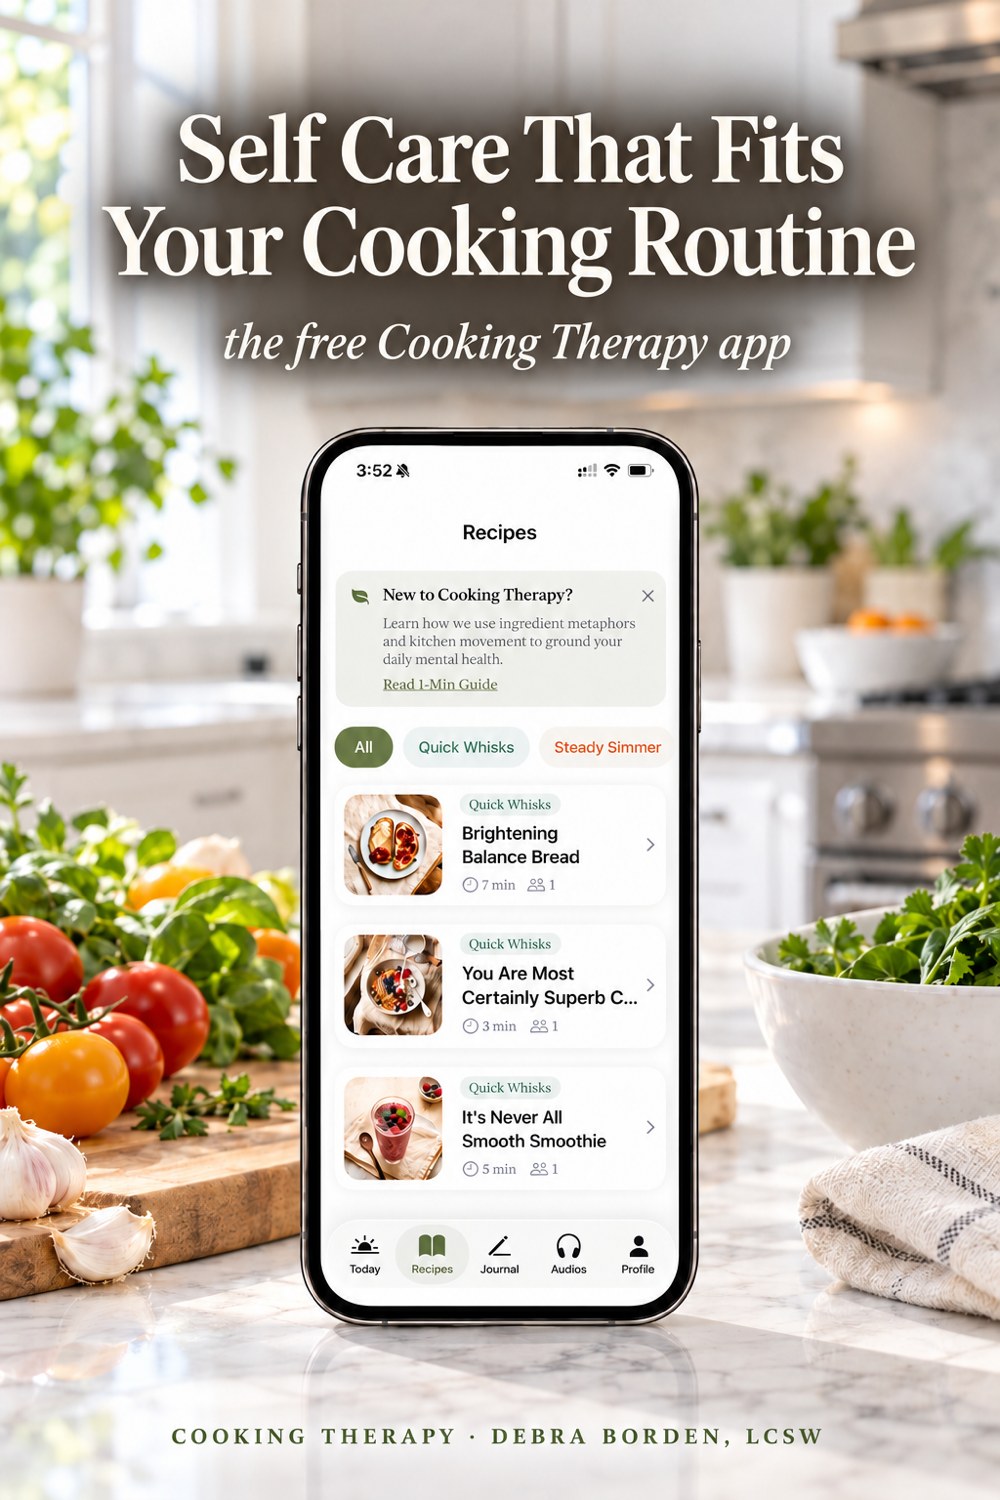 Self Care That Fits
Your Cooking Routine
the free Cooking Therapy app
3:52
Recipes
New to Cooking Therapy?
Learn how we use ingredient metaphors
and kitchen movement to ground your
daily mental health.
Read 1-Min Guide
All
Quick Whisks
Steady Simmer
Quick Whisks
Brightening
Balance Bread
7 min 1
Quick Whisks
You Are Most
Certainly Superb C...
3 min 1
Quick Whisks
It's Never All
Smooth Smoothie
5 min 1
Today
Recipes
Journal
Audios
Profile
COOKING THERAPY · DEBRA BORDEN, LCSW